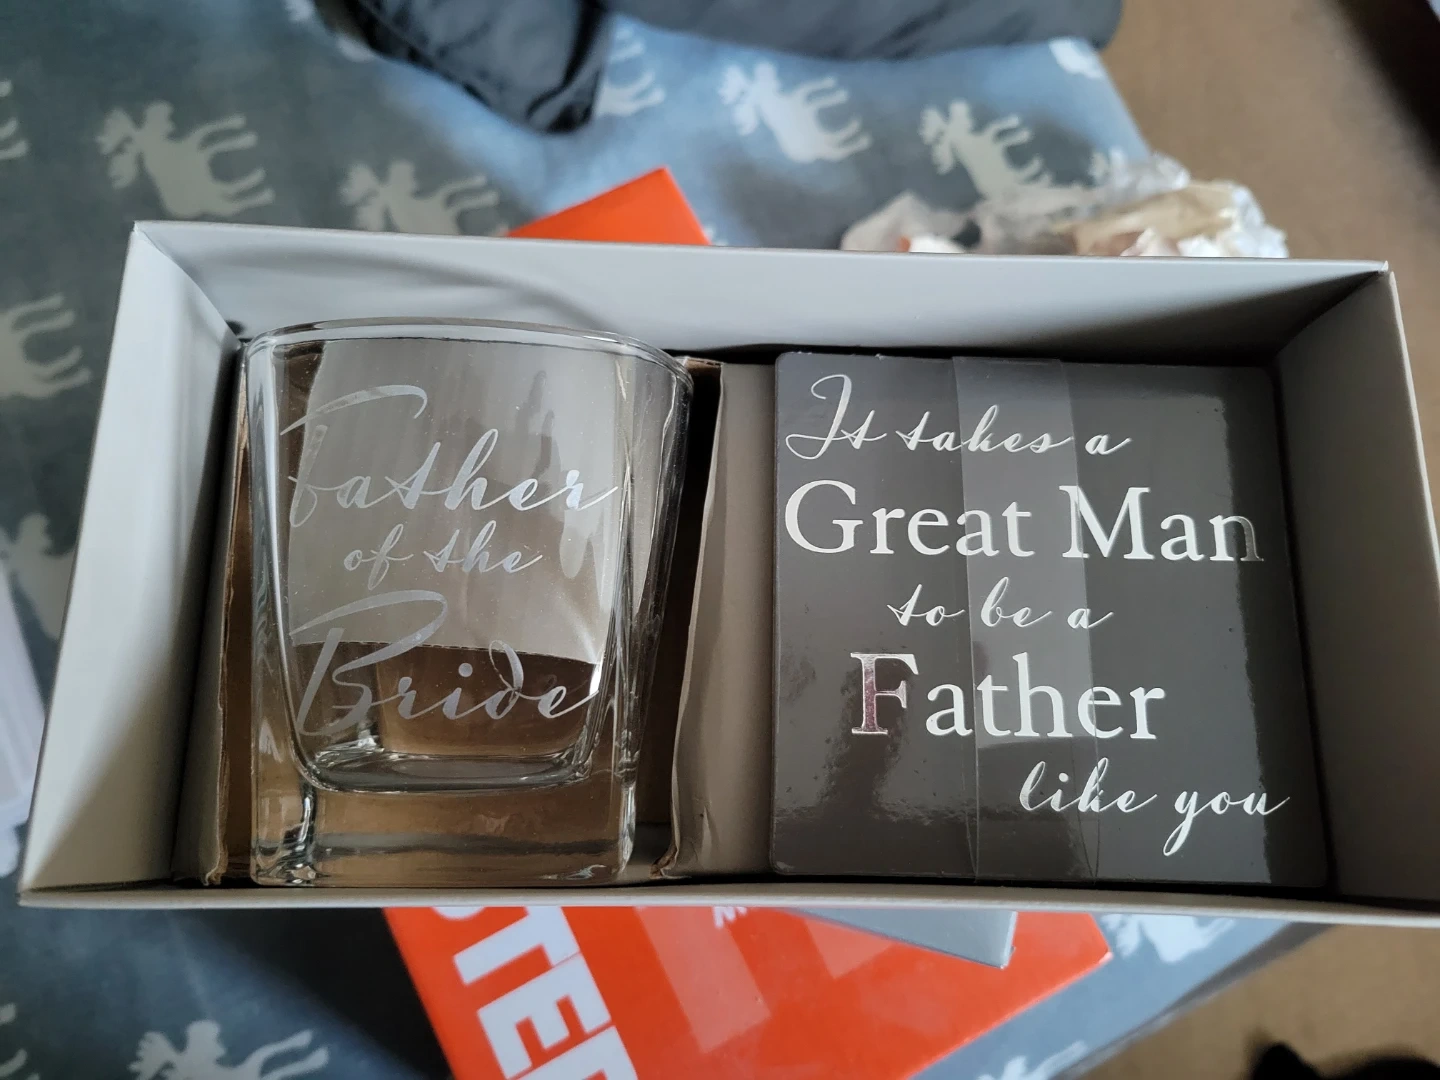 Father
of the
Bride
It takes a
Great Man
to be a
Father
like you